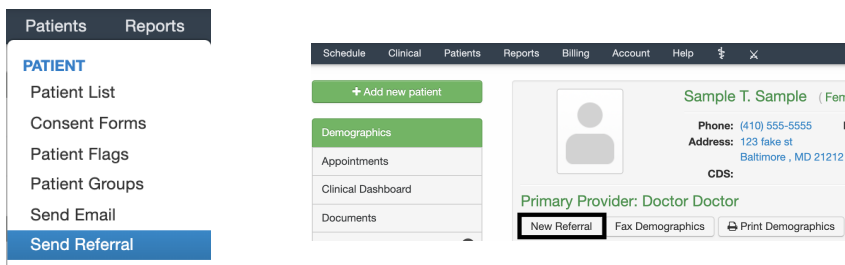 Patients Reports
PATIENT
Patient List
Consent Forms
Patient Flags
Patient Groups
Send Email
Send Referral
Schedule Clinical Patients Reports Billing Account Help
+ Add new patient
Demographics
Appointments
Clinical Dashboard
Documents
Sample T. Sample ( Fem
Phone: (410) 555-5555
Address: 123 fake st
Baltimore , MD 21212
CDS:
Primary Provider: Doctor Doctor
New Referral Fax Demographics Print Demographics